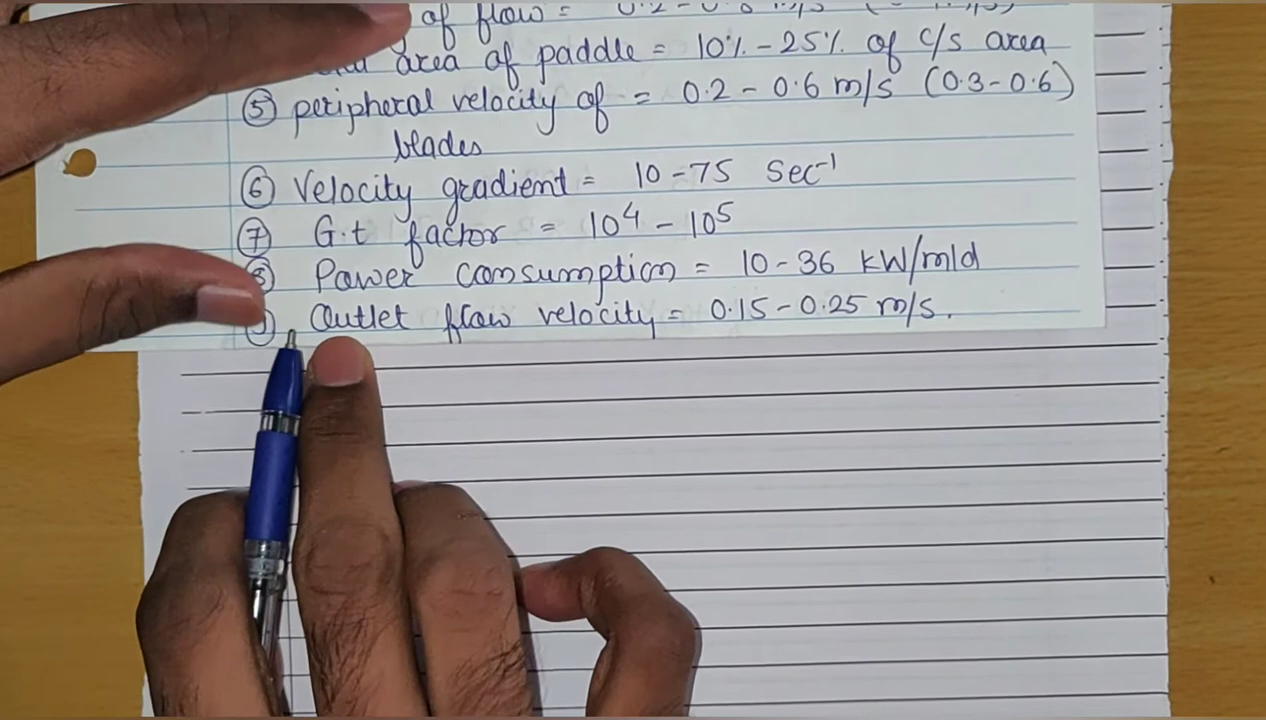 of flow =
area of paddle = 10% - 25% of c/s area
⑤ peripheral velocity of = 0.2 - 0.6 m/s (0.3-0.6)
blades
⑥ Velocity gradient = 10 - 75 Sec⁻¹
⑦ G.t factor = 10⁴ - 10⁵
⑧ Power consumption = 10 - 36 kW/mld
Outlet flow velocity = 0.15 - 0.25 m/s.